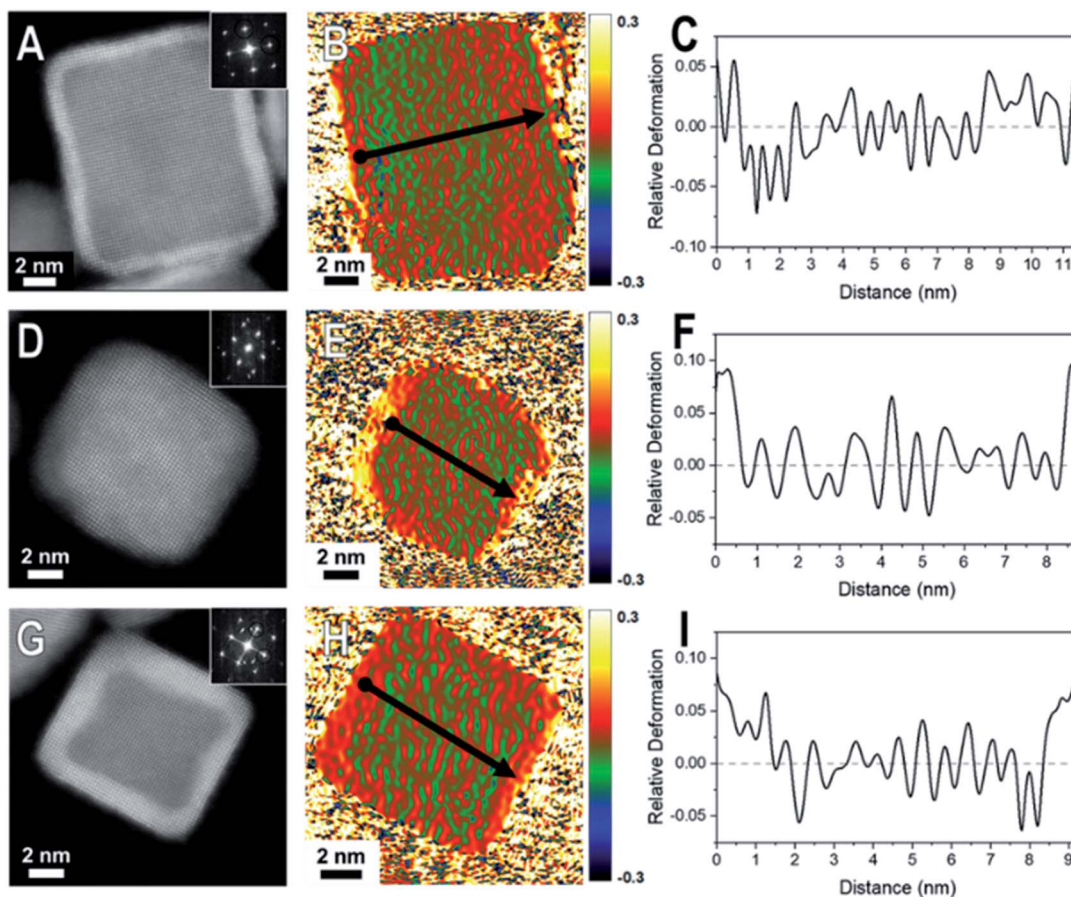 A
2 nm
B
2 nm
0.3
-0.3
C
Relative Deformation
0.05
0.00
-0.05
-0.10
0 1 2 3 4 5 6 7 8 9 10 11
Distance (nm)
D
2 nm
E
2 nm
0.3
-0.3
F
Relative Deformation
0.10
0.05
0.00
-0.05
0 1 2 3 4 5 6 7 8
Distance (nm)
G
2 nm
H
2 nm
0.3
-0.3
I
Relative Deformation
0.10
0.05
0.00
-0.05
0 1 2 3 4 5 6 7 8 9
Distance (nm)